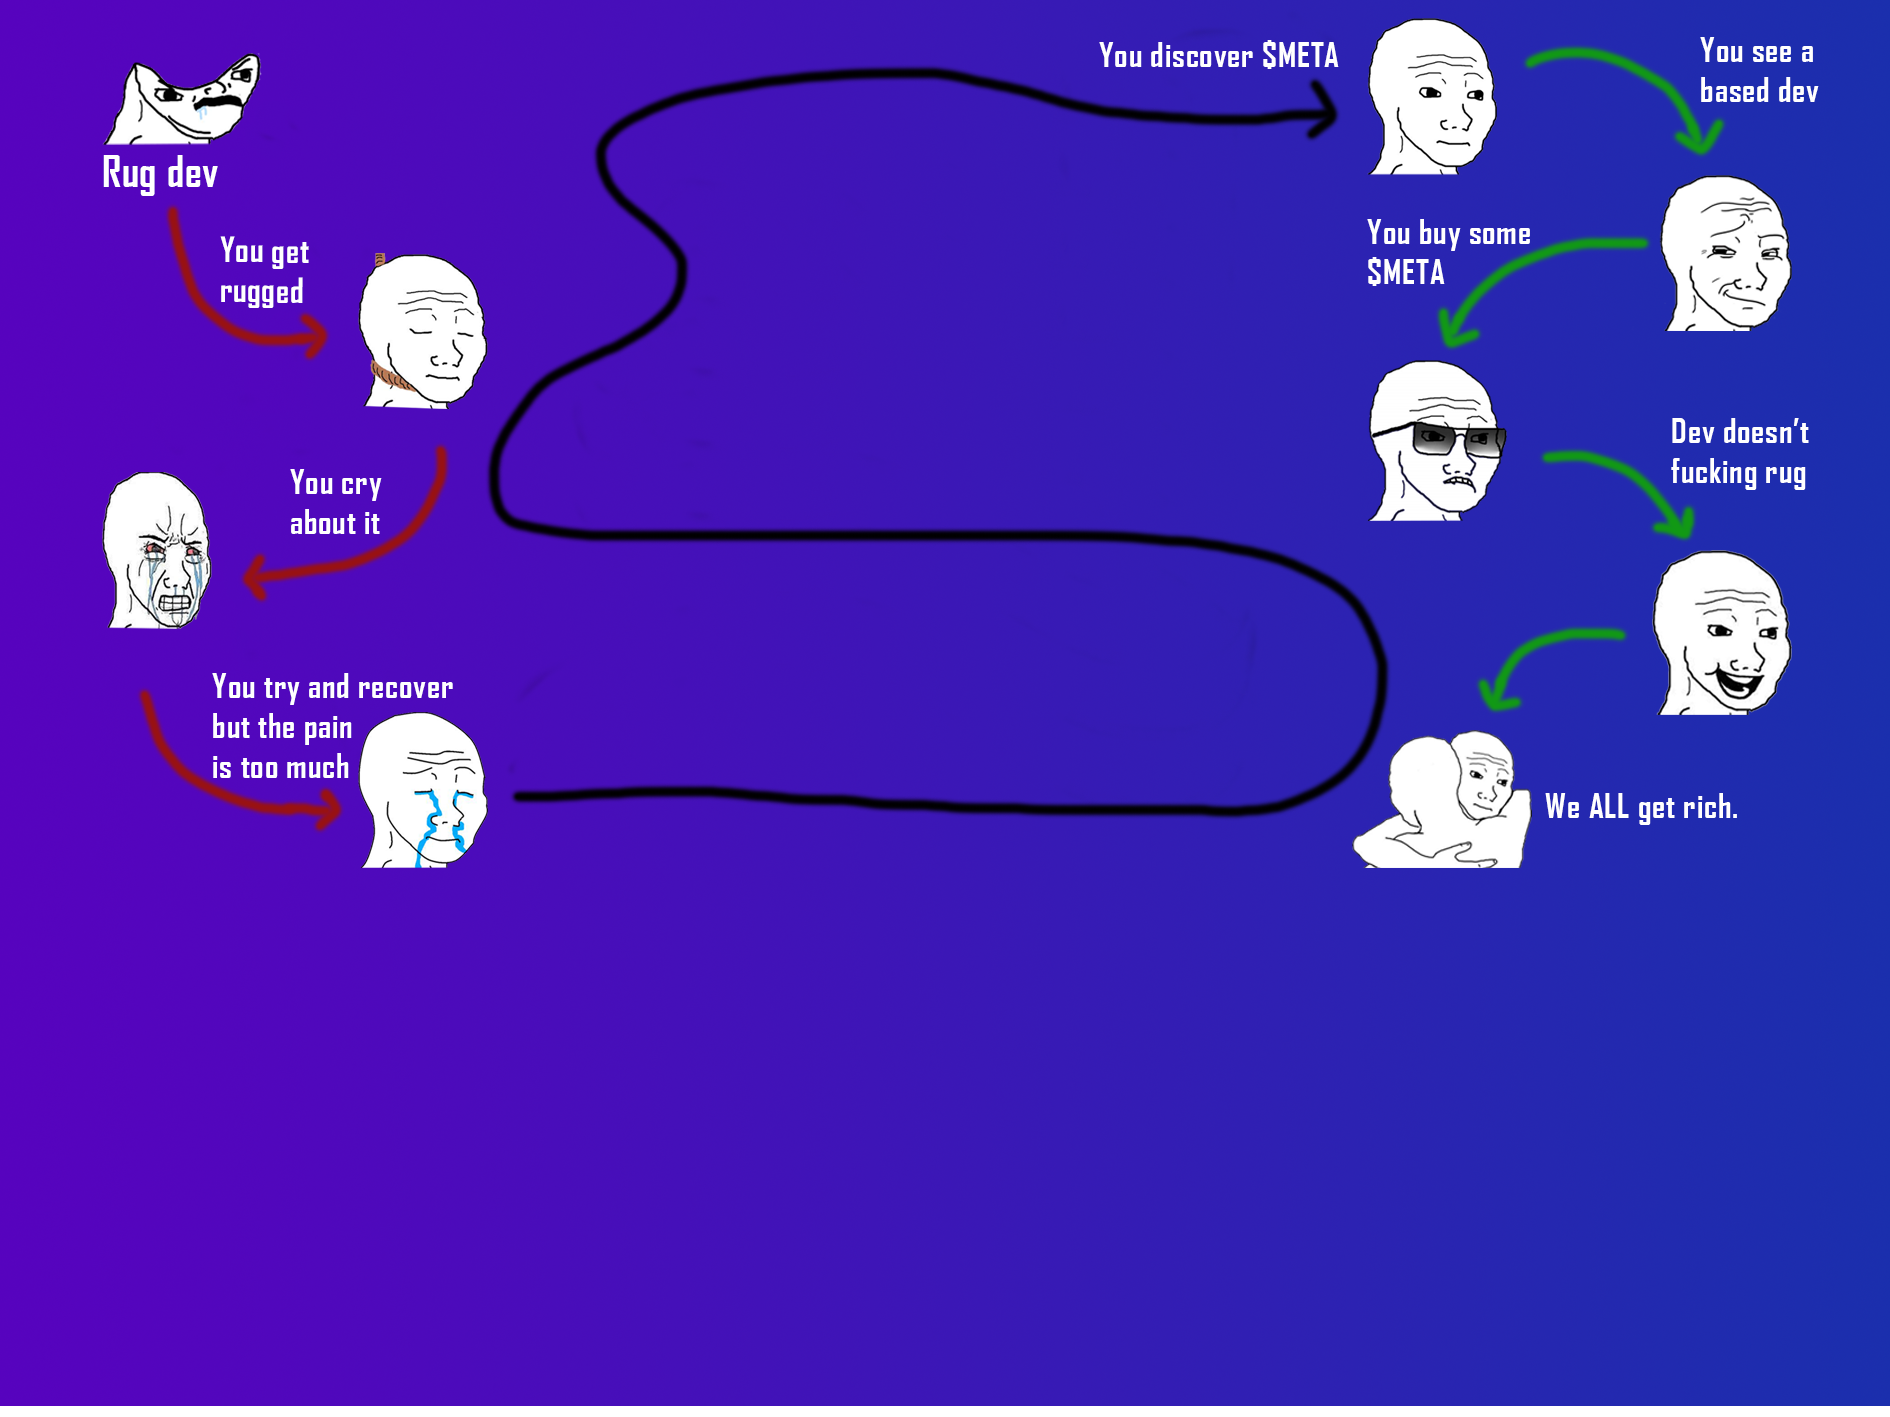 Rug dev
You get
rugged
You cry
about it
You try and recover
but the pain
is too much
You discover $META
You see a
based dev
You buy some
$META
Dev doesn't
fucking rug
We ALL get rich.